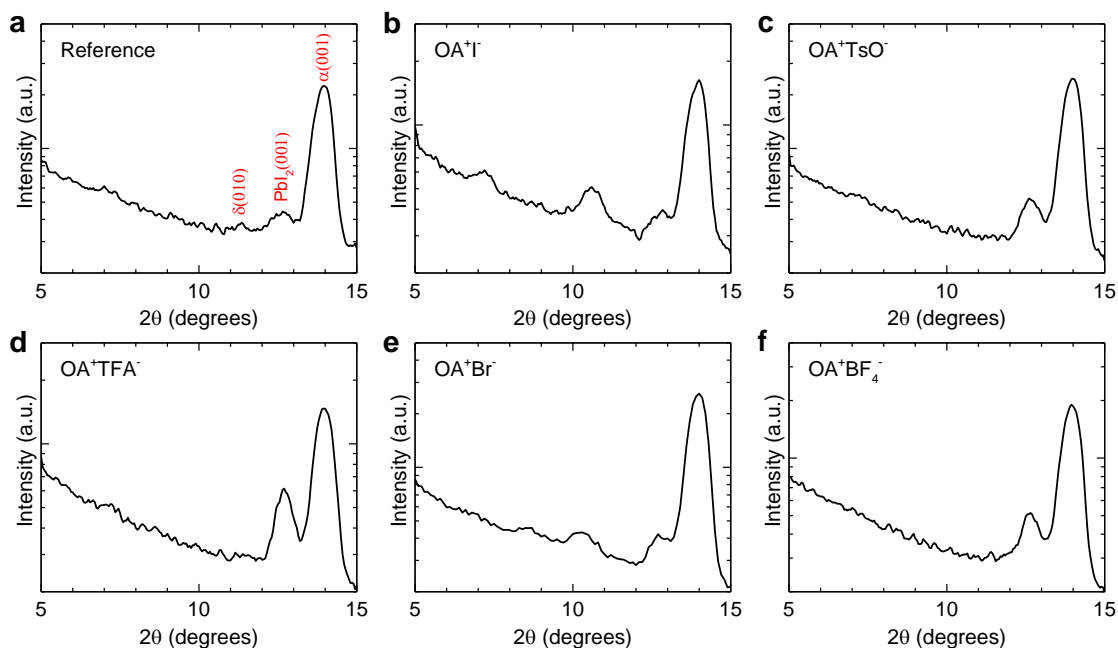 a
Reference
δ(010)
PbI₂(001)
α(001)
Intensity (a.u.)
5 10 15
2θ (degrees)
b
OA⁺I⁻
Intensity (a.u.)
5 10 15
2θ (degrees)
c
OA⁺TsO⁻
Intensity (a.u.)
5 10 15
2θ (degrees)
d
OA⁺TFA⁻
Intensity (a.u.)
5 10 15
2θ (degrees)
e
OA⁺Br⁻
Intensity (a.u.)
5 10 15
2θ (degrees)
f
OA⁺BF₄⁻
Intensity (a.u.)
5 10 15
2θ (degrees)